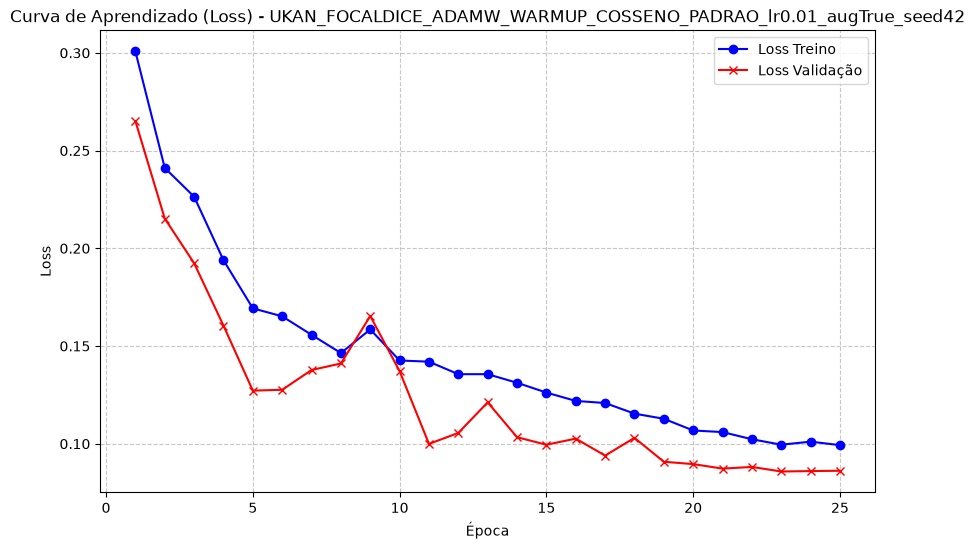 Curva de Aprendizado (Loss) - UKAN_FOCALDICE_ADAMW_WARMUP_COSSENO_PADRAO_lr0.01_augTrue_seed42
Loss Treino
Loss Validação
0.30
0.25
0.20
0.15
0.10
Loss
0
5
10
15
20
25
Época